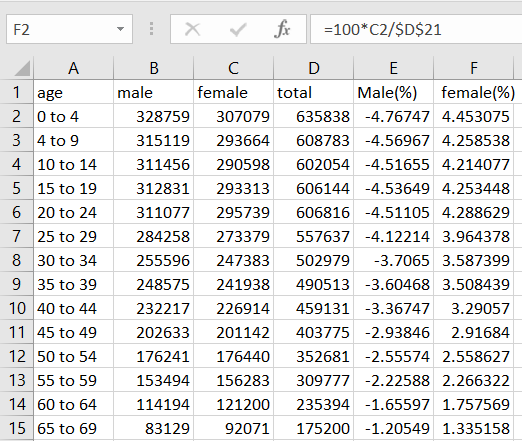 F2 fx =100*C2/$D$21
A B C D E F
1 age male female total Male(%) female(%)
2 0 to 4 328759 307079 635838 -4.76747 4.453075
3 4 to 9 315119 293664 608783 -4.56967 4.258538
4 10 to 14 311456 290598 602054 -4.51655 4.214077
5 15 to 19 312831 293313 606144 -4.53649 4.253448
6 20 to 24 311077 295739 606816 -4.51105 4.288629
7 25 to 29 284258 273379 557637 -4.12214 3.964378
8 30 to 34 255596 247383 502979 -3.7065 3.587399
9 35 to 39 248575 241938 490513 -3.60468 3.508439
10 40 to 44 232217 226914 459131 -3.36747 3.29057
11 45 to 49 202633 201142 403775 -2.93846 2.91684
12 50 to 54 176241 176440 352681 -2.55574 2.558627
13 55 to 59 153494 156283 309777 -2.22588 2.266322
14 60 to 64 114194 121200 235394 -1.65597 1.757569
15 65 to 69 83129 92071 175200 -1.20549 1.335158